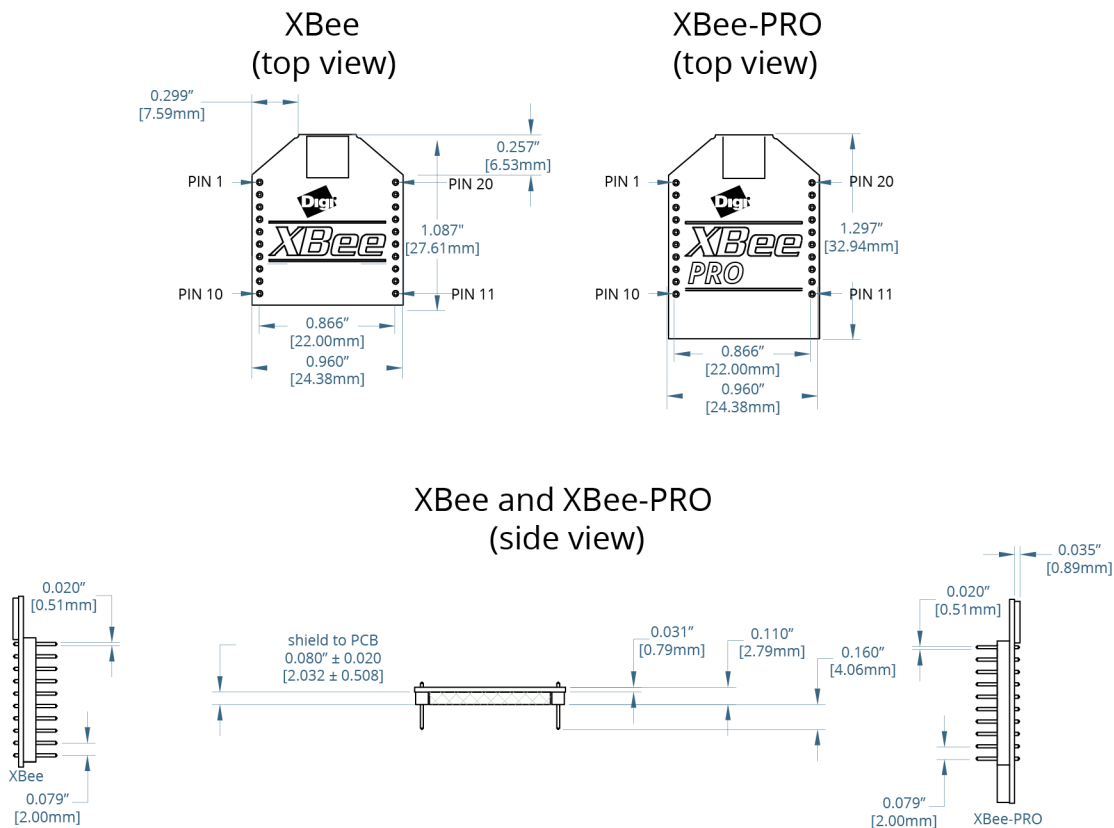 XBee
(top view)
XBee-PRO
(top view)
0.299”
[7.59mm]
0.257”
[6.53mm]
PIN 1
PIN 20
Digi
XBee
1.087”
[27.61mm]
PIN 10
PIN 11
0.866”
[22.00mm]
0.960”
[24.38mm]
PIN 1
PIN 20
Digi
XBee
PRO
1.297”
[32.94mm]
PIN 10
PIN 11
0.866”
[22.00mm]
0.960”
[24.38mm]
XBee and XBee-PRO
(side view)
0.020”
[0.51mm]
XBee
0.079”
[2.00mm]
shield to PCB
0.080” ± 0.020
[2.032 ± 0.508]
0.031”
[0.79mm]
0.110”
[2.79mm]
0.160”
[4.06mm]
0.035”
[0.89mm]
0.020”
[0.51mm]
0.079”
[2.00mm]
XBee-PRO